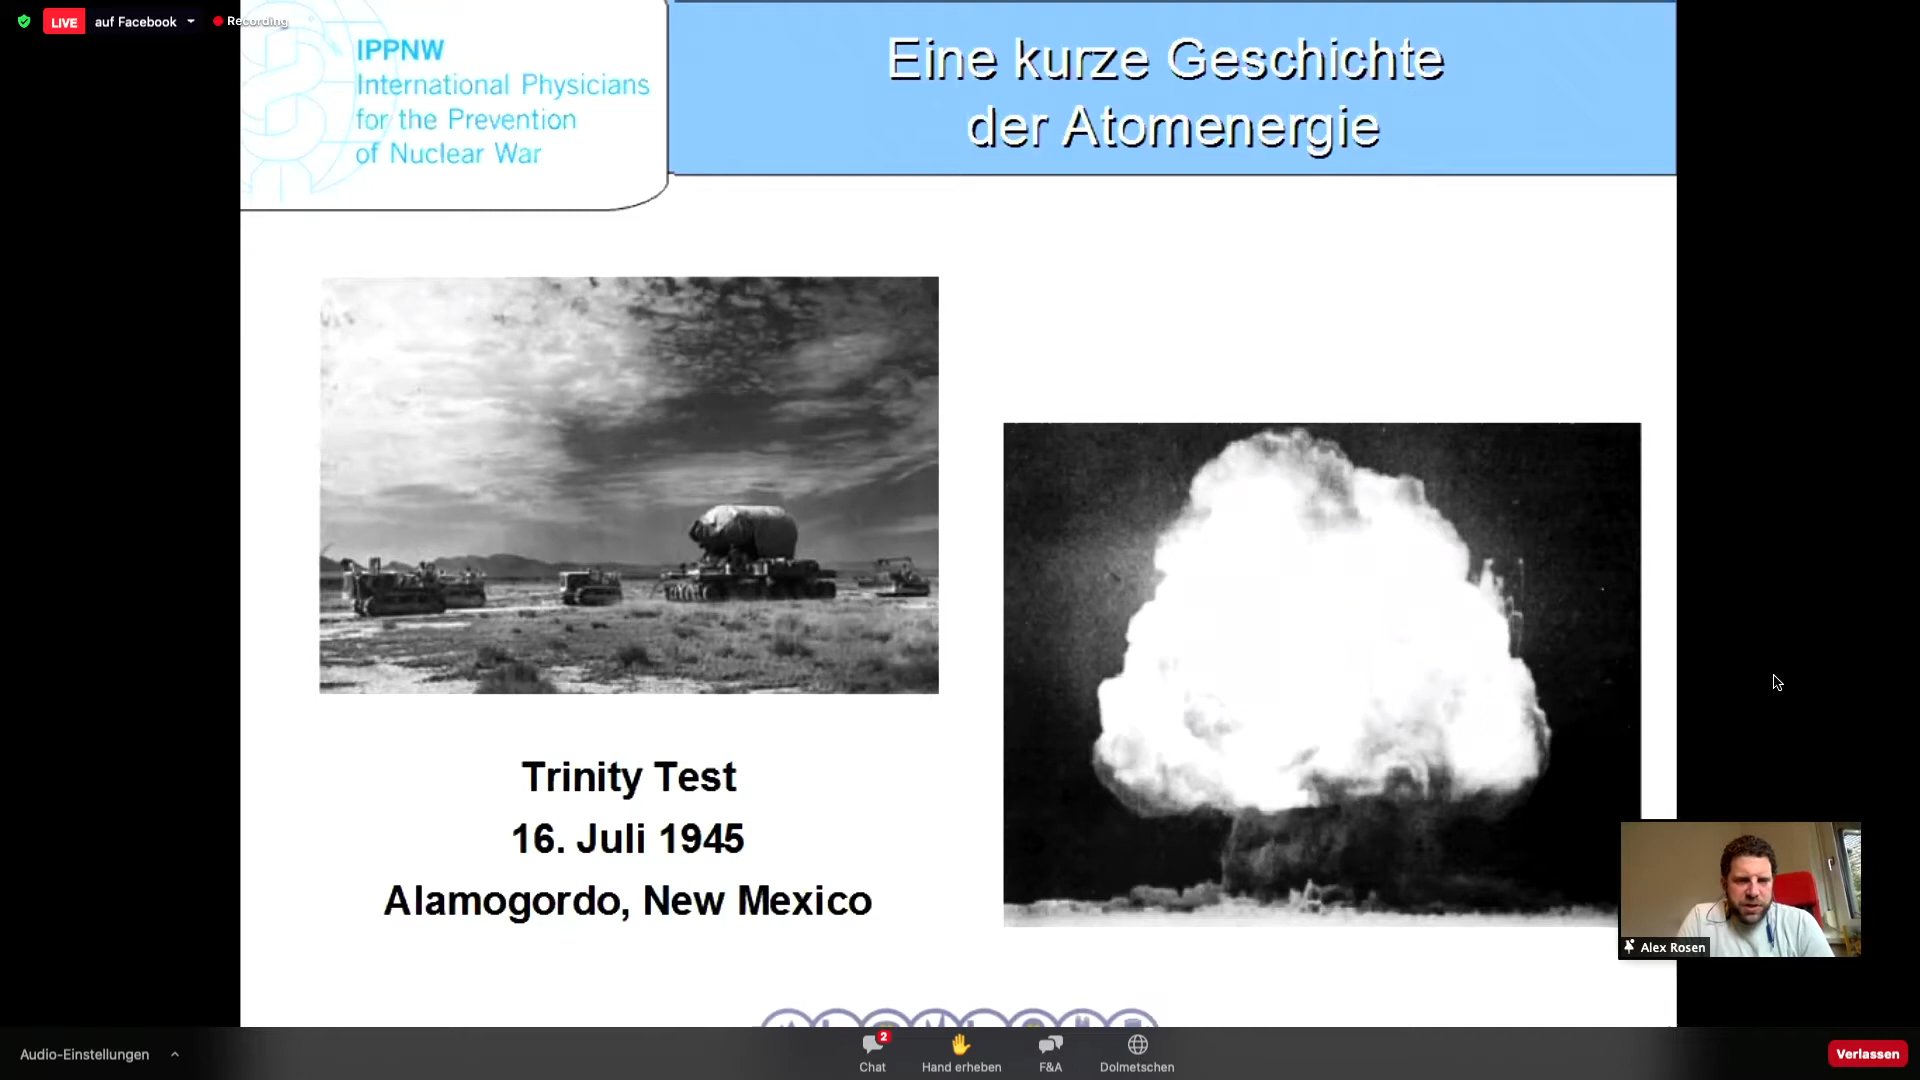 LIVE auf Facebook Recording
IPPNW
International Physicians
for the Prevention
of Nuclear War
Eine kurze Geschichte
der Atomenergie
Trinity Test
16. Juli 1945
Alamogordo, New Mexico
Alex Rosen
Audio-Einstellungen
2
Chat
Hand erheben
F&A
Dolmetschen
Verlassen